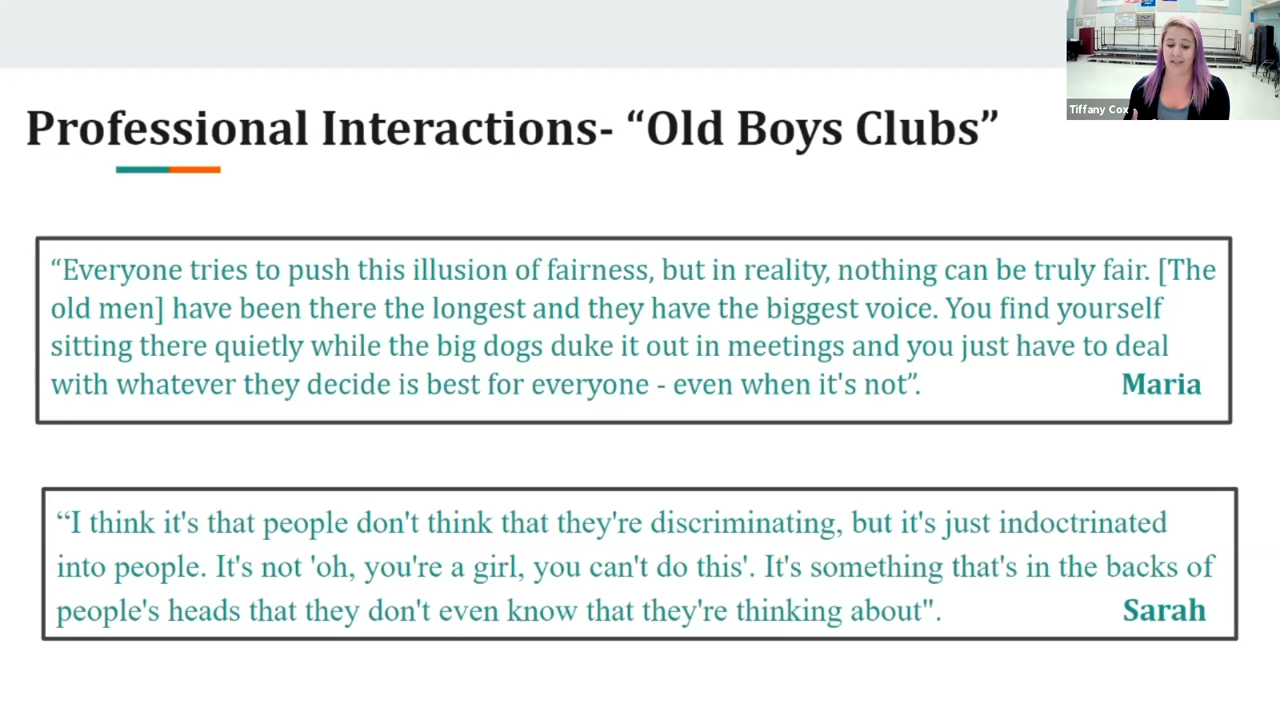 Tiffany Cox
Professional Interactions- “Old Boys Clubs”
“Everyone tries to push this illusion of fairness, but in reality, nothing can be truly fair. [The
old men] have been there the longest and they have the biggest voice. You find yourself
sitting there quietly while the big dogs duke it out in meetings and you just have to deal
with whatever they decide is best for everyone - even when it's not”. Maria
“I think it's that people don't think that they're discriminating, but it's just indoctrinated
into people. It's not 'oh, you're a girl, you can't do this'. It's something that's in the backs of
people's heads that they don't even know that they're thinking about". Sarah